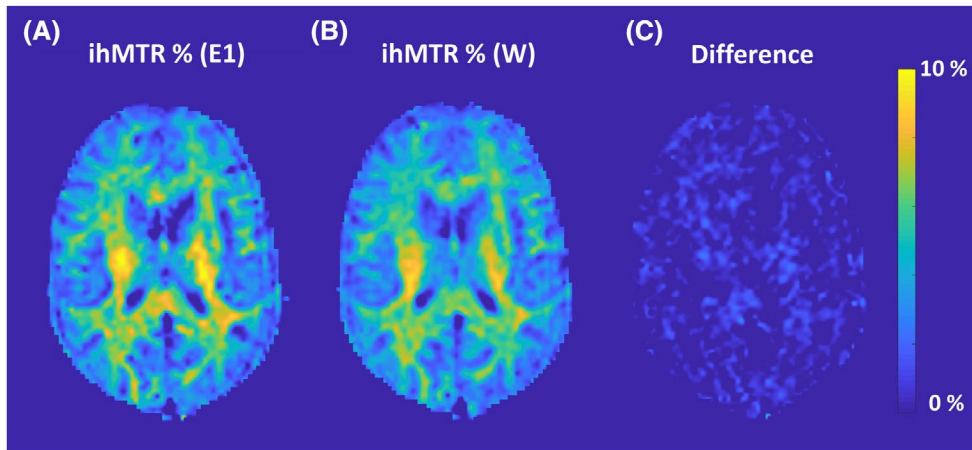 (A)
ihMTR % (E1)
(B)
ihMTR % (W)
(C)
Difference
10 %
0 %